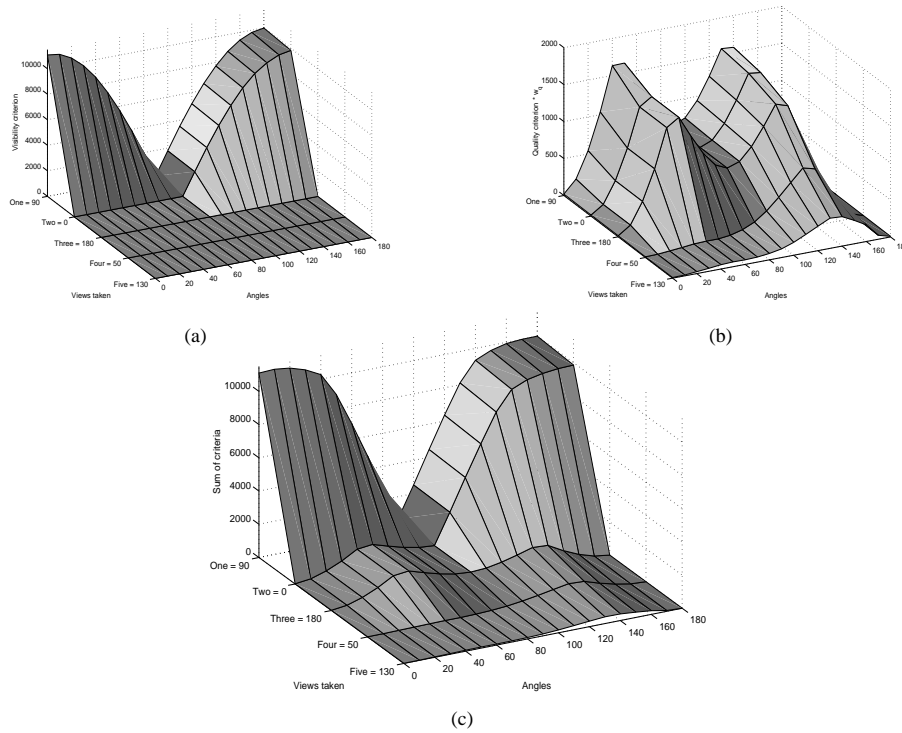 10000
8000
6000
4000
2000
0
Visibility criterion
One = 90
Two = 0
Three = 180
Four = 50
Five = 130
0
20
40
60
80
100
120
140
160
180
Views taken
Angles
(a)
2000
1500
1000
500
0
Quality criterion * w_q
One = 90
Two = 0
Three = 180
Four = 50
Five = 130
0
20
40
60
80
100
120
140
160
18
Views taken
Angles
(b)
10000
8000
6000
4000
2000
0
Sum of criteria
One = 90
Two = 0
Three = 180
Four = 50
Five = 130
0
20
40
60
80
100
120
140
160
180
Views taken
Angles
(c)